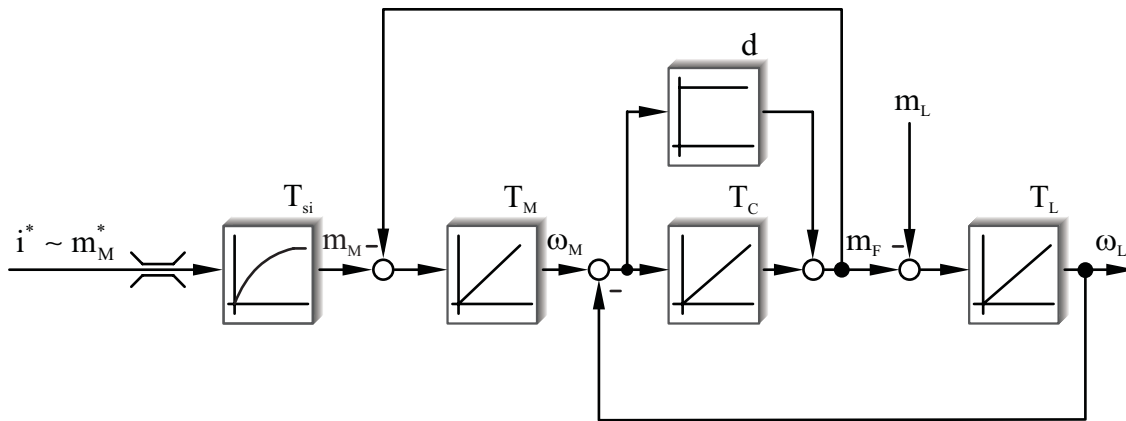 d
m_L
T_si
T_M
T_C
T_L
i* ~ m*_M
m_M
ω_M
m_F
ω_L